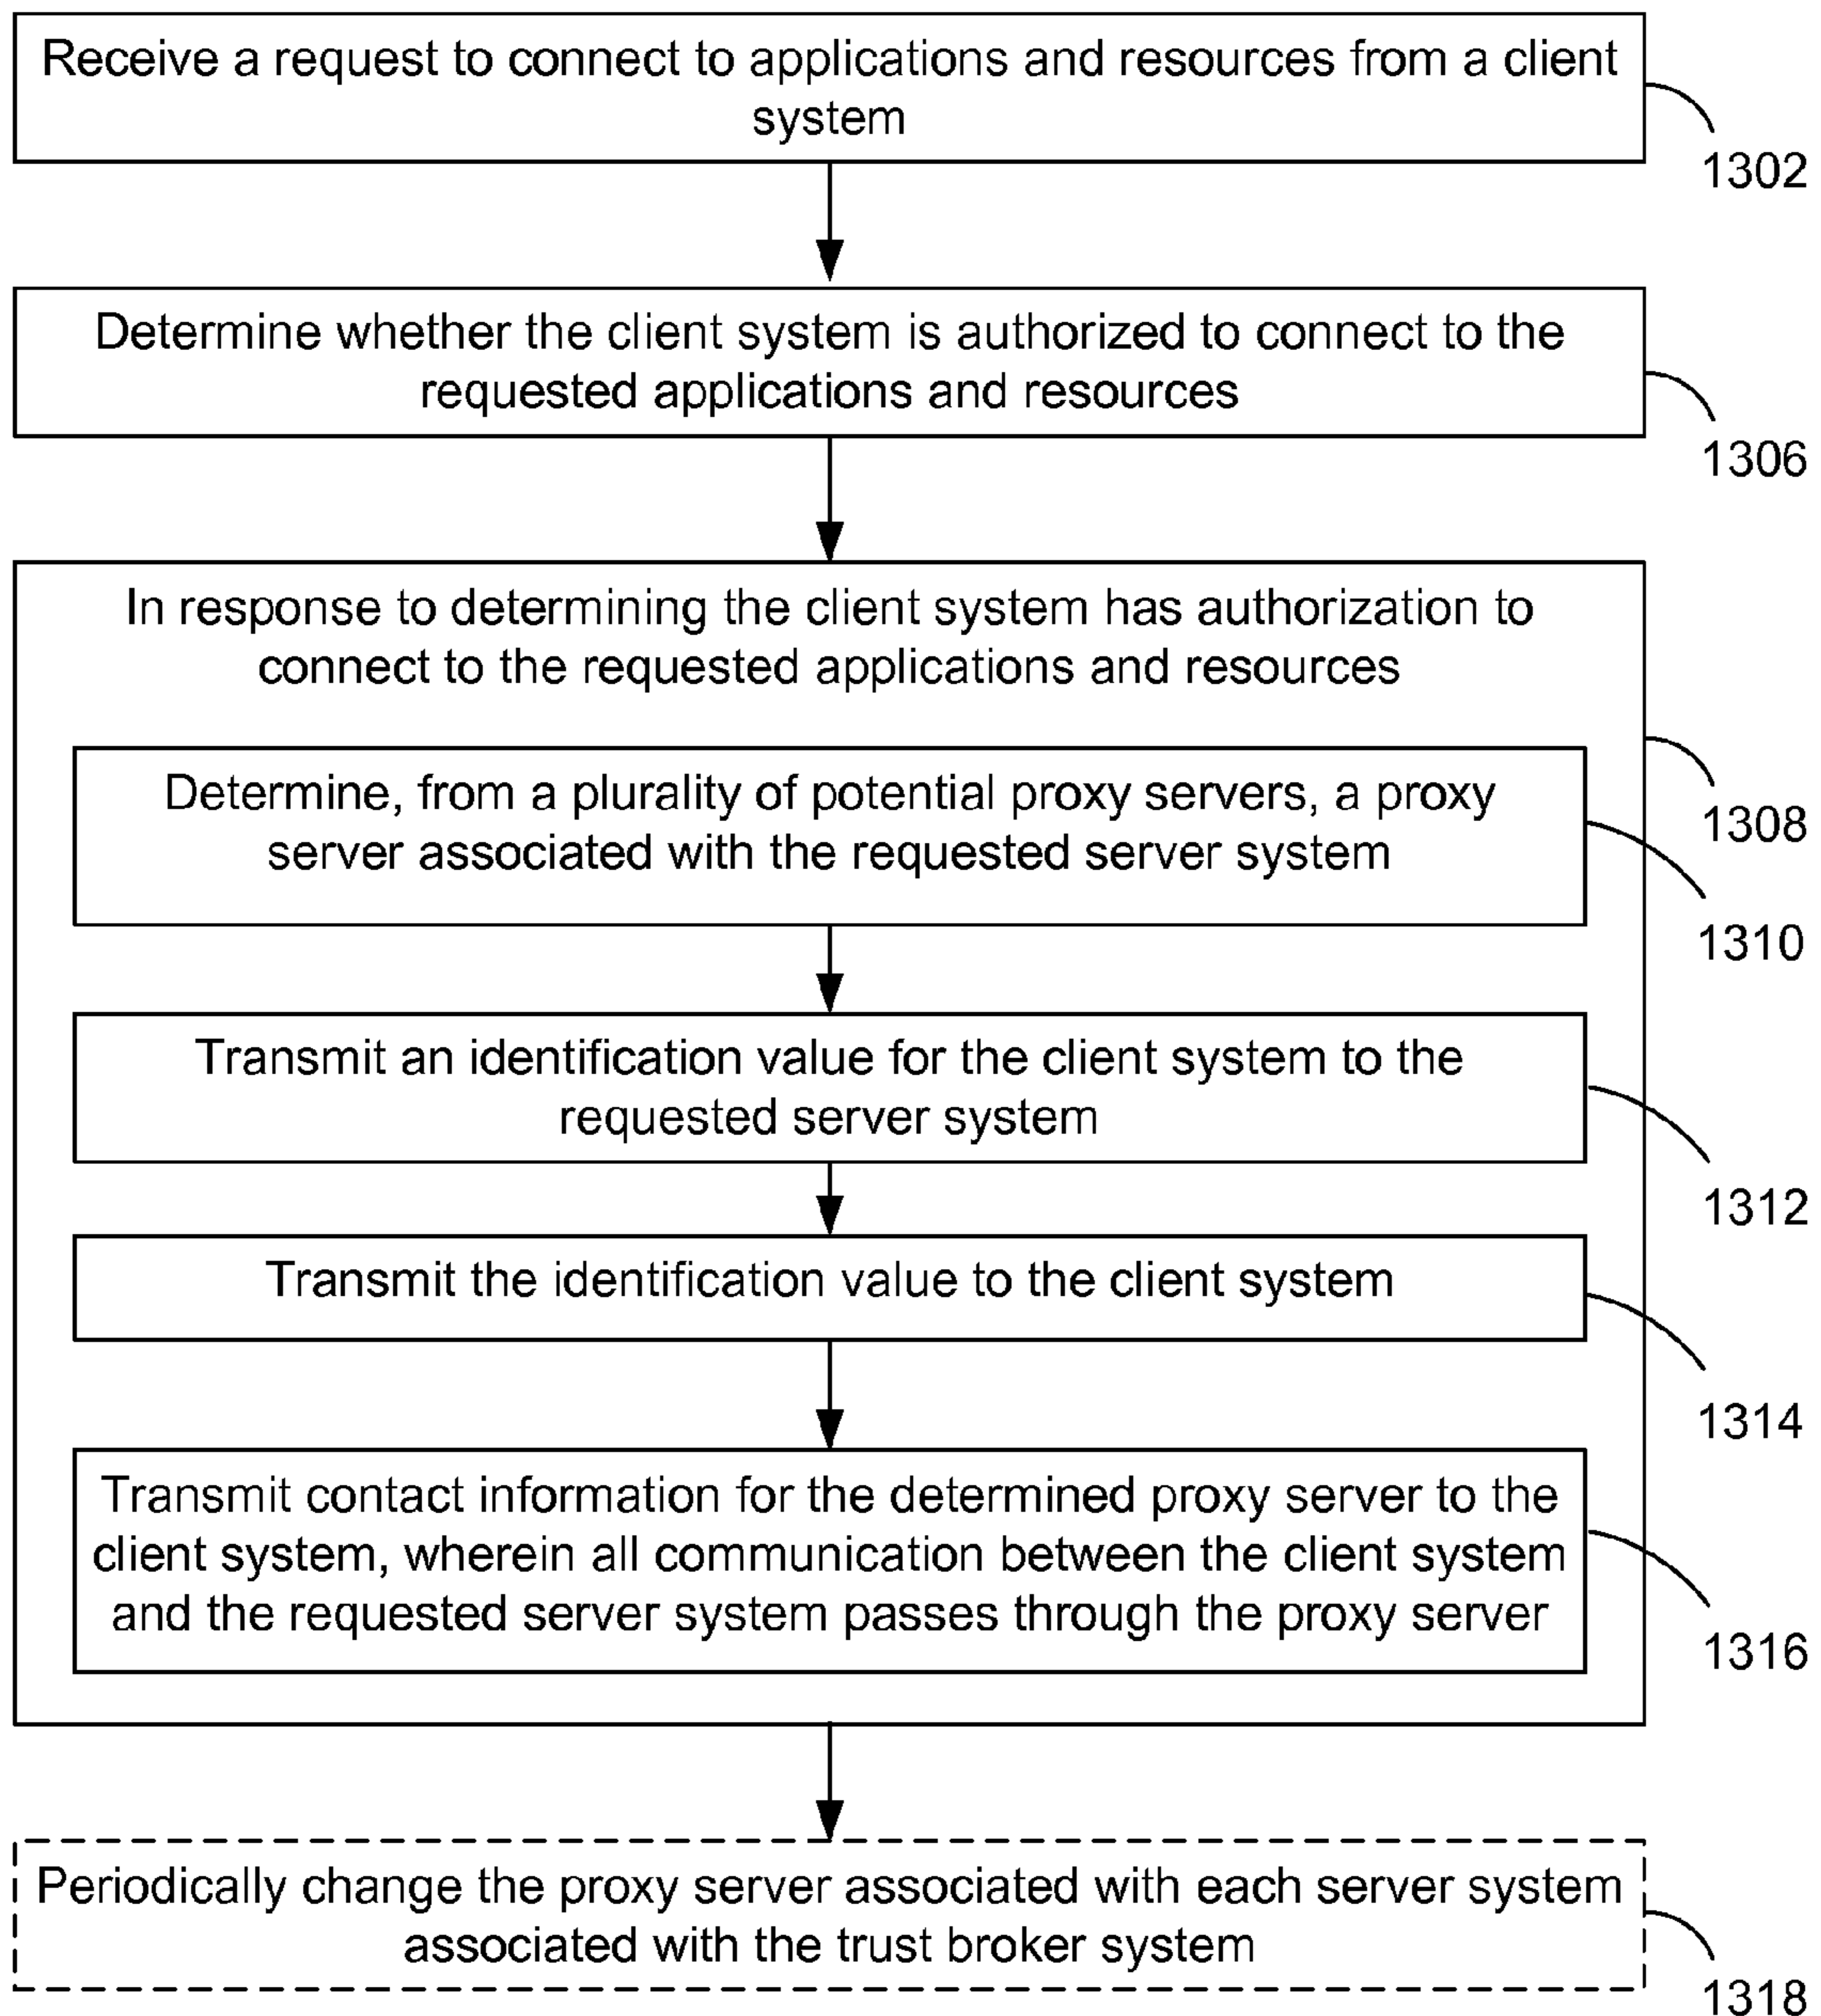 Receive a request to connect to applications and resources from a client
system
1302
Determine whether the client system is authorized to connect to the
requested applications and resources
1306
In response to determining the client system has authorization to
connect to the requested applications and resources
1308
Determine, from a plurality of potential proxy servers, a proxy
server associated with the requested server system
1310
Transmit an identification value for the client system to the
requested server system
1312
Transmit the identification value to the client system
1314
Transmit contact information for the determined proxy server to the
client system, wherein all communication between the client system
and the requested server system passes through the proxy server
1316
Periodically change the proxy server associated with each server system
associated with the trust broker system
1318